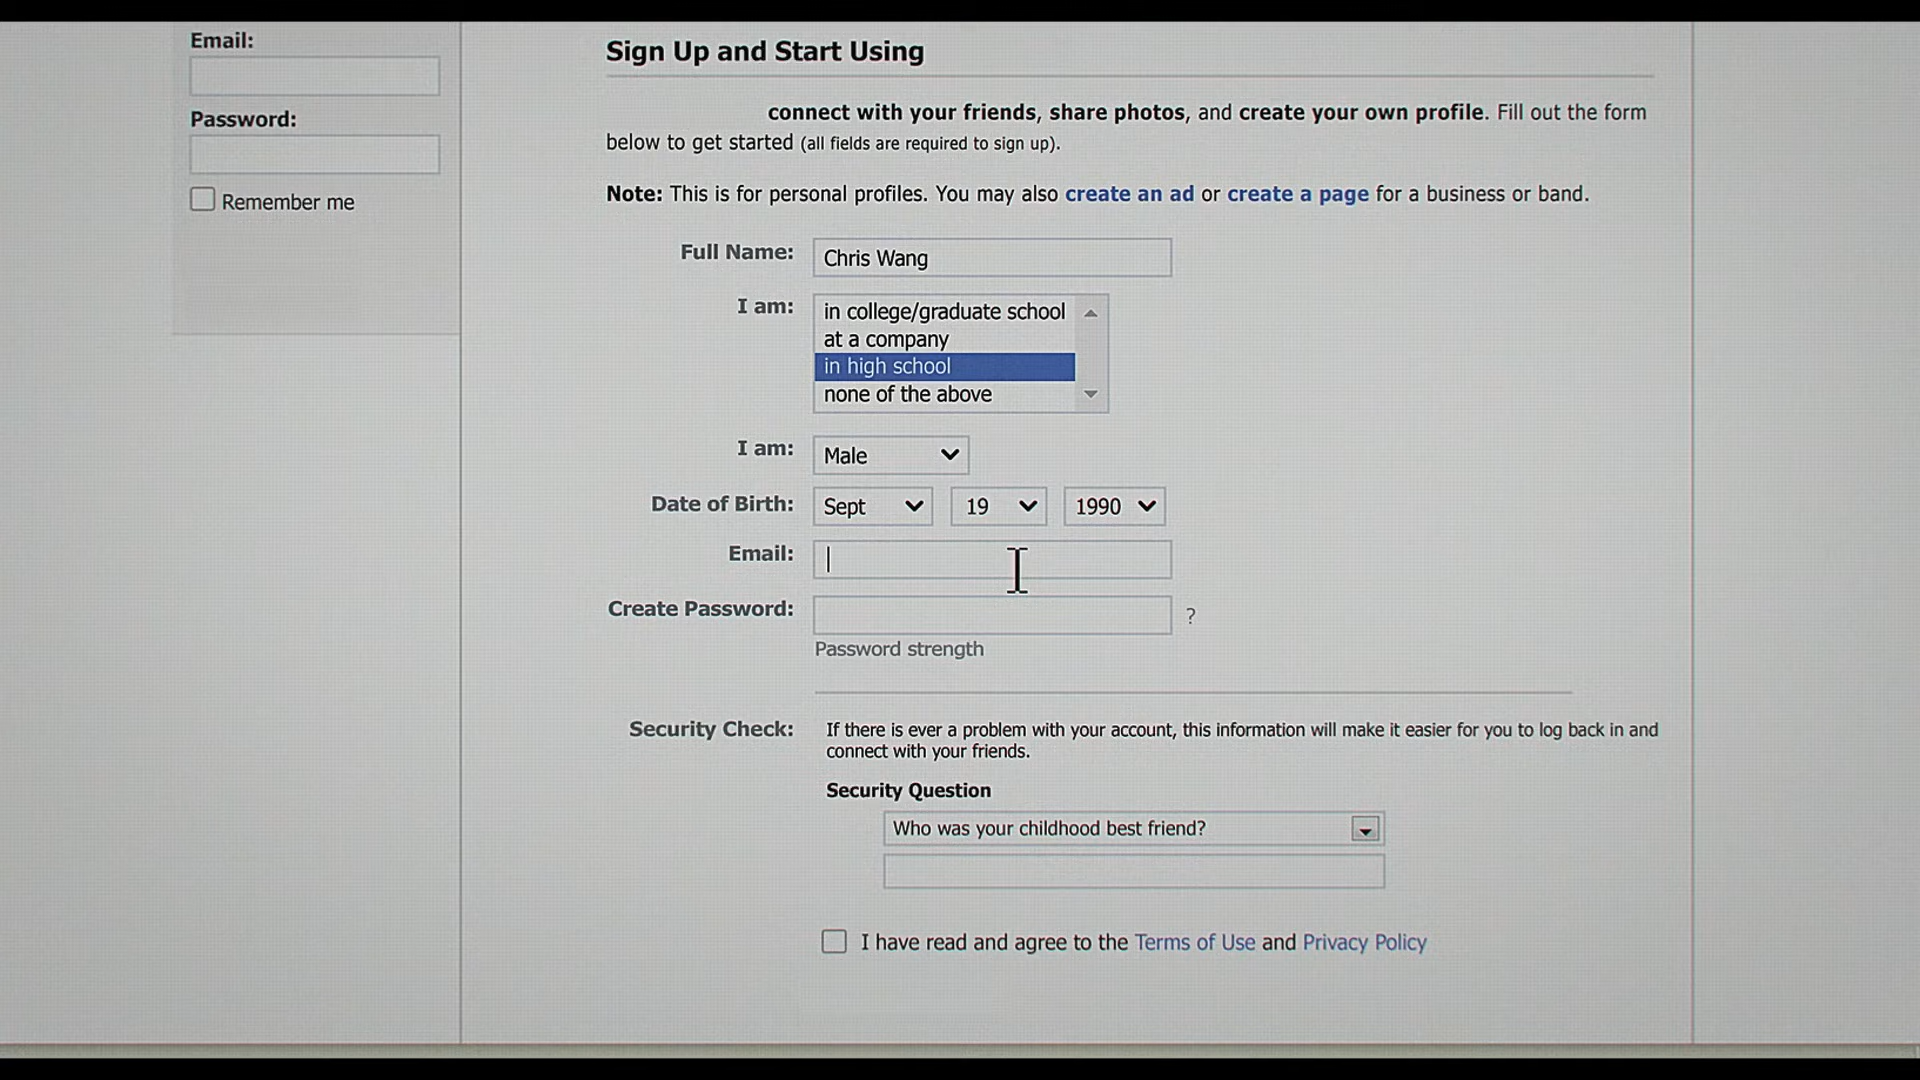 Email:
Password:
Remember me
Sign Up and Start Using
connect with your friends, share photos, and create your own profile. Fill out the form
below to get started (all fields are required to sign up).
Note: This is for personal profiles. You may also create an ad or create a page for a business or band.
Full Name: Chris Wang
I am: in college/graduate school
at a company
in high school
none of the above
I am: Male
Date of Birth: Sept 19 1990
Email:
Create Password: ?
Password strength
Security Check: If there is ever a problem with your account, this information will make it easier for you to log back in and
connect with your friends.
Security Question
Who was your childhood best friend?
I have read and agree to the Terms of Use and Privacy Policy